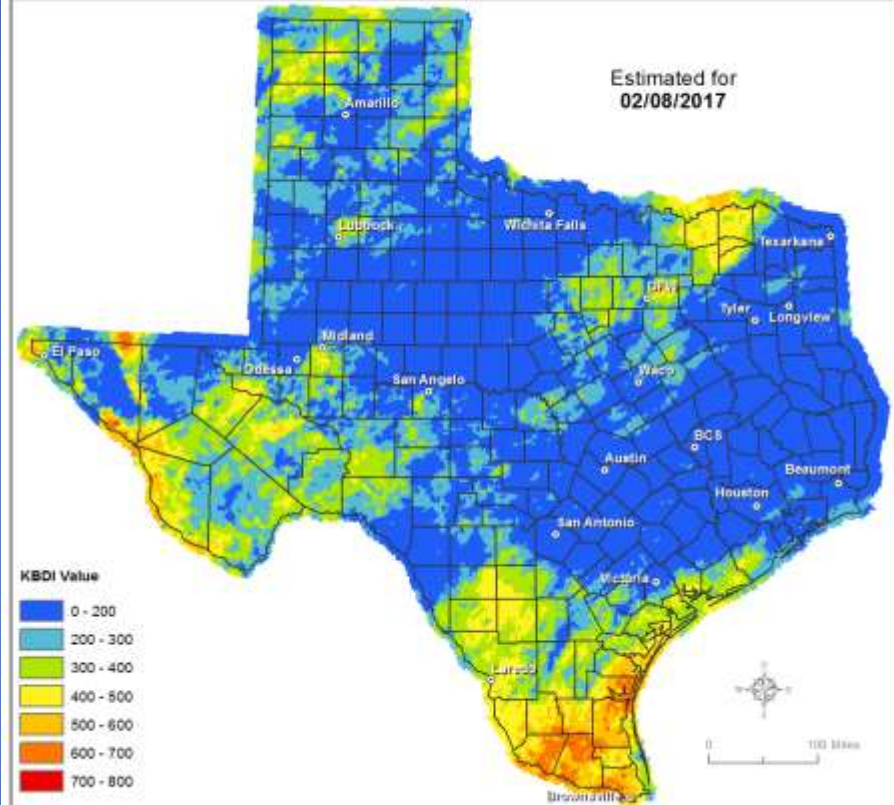 Estimated for
02/08/2017
Amarillo
Lubbock
Wichita Falls
Texarkana
DFW
Tyler
Longview
El Paso
Midland
Odessa
San Angelo
Waco
BCS
Austin
Beaumont
Houston
San Antonio
Victoria
Laredo
Brownsville
KBDI Value
0 - 200
200 - 300
300 - 400
400 - 500
500 - 600
600 - 700
700 - 800
0 100 Miles